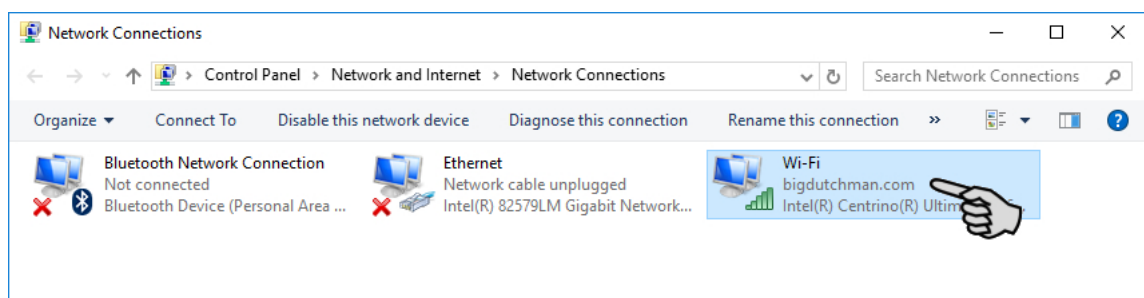 Network Connections
Control Panel > Network and Internet > Network Connections
Search Network Connections
Organize Connect To Disable this network device Diagnose this connection Rename this connection »
Bluetooth Network Connection
Not connected
Bluetooth Device (Personal Area ...
Ethernet
Network cable unplugged
Intel(R) 82579LM Gigabit Network...
Wi-Fi
bigdutchman.com
Intel(R) Centrino(R)